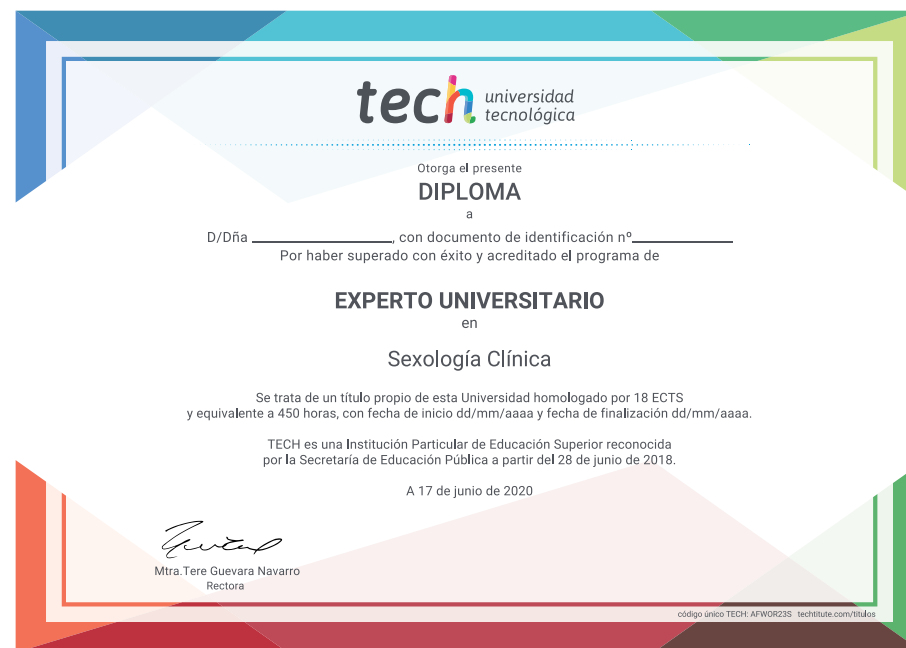 tech universidad
tecnológica
Otorga el presente
DIPLOMA
a
D/Dña ____________________, con documento de identificación nº______________
Por haber superado con éxito y acreditado el programa de
EXPERTO UNIVERSITARIO
en
Sexología Clínica
Se trata de un título propio de esta Universidad homologado por 18 ECTS
y equivalente a 450 horas, con fecha de inicio dd/mm/aaaa y fecha de finalización dd/mm/aaaa.
TECH es una Institución Particular de Educación Superior reconocida
por la Secretaría de Educación Pública a partir del 28 de junio de 2018.
A 17 de junio de 2020
Mtra.Tere Guevara Navarro
Rectora
código único TECH: AFWOR23S techtitute.com/titulos